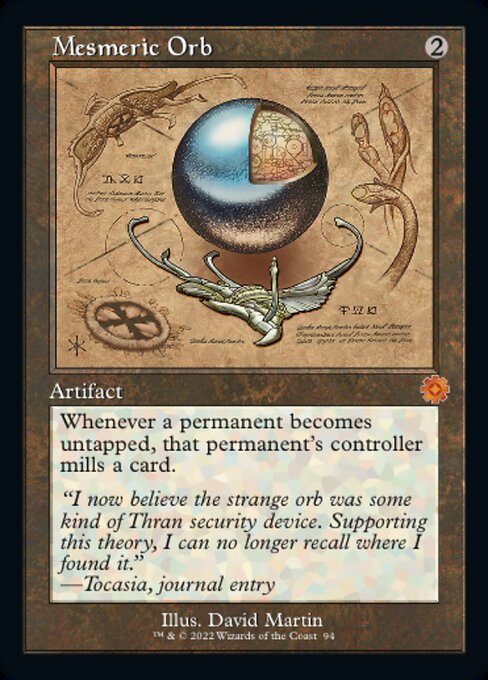 Mesmeric Orb
2
Artifact
Whenever a permanent becomes
untapped, that permanent's controller
mills a card.
“I now believe the strange orb was some
kind of Thran security device. Supporting
this theory, I can no longer recall where I
found it.”
—Tocasia, journal entry
Illus. David Martin
™ & © 2022 Wizards of the Coast 94